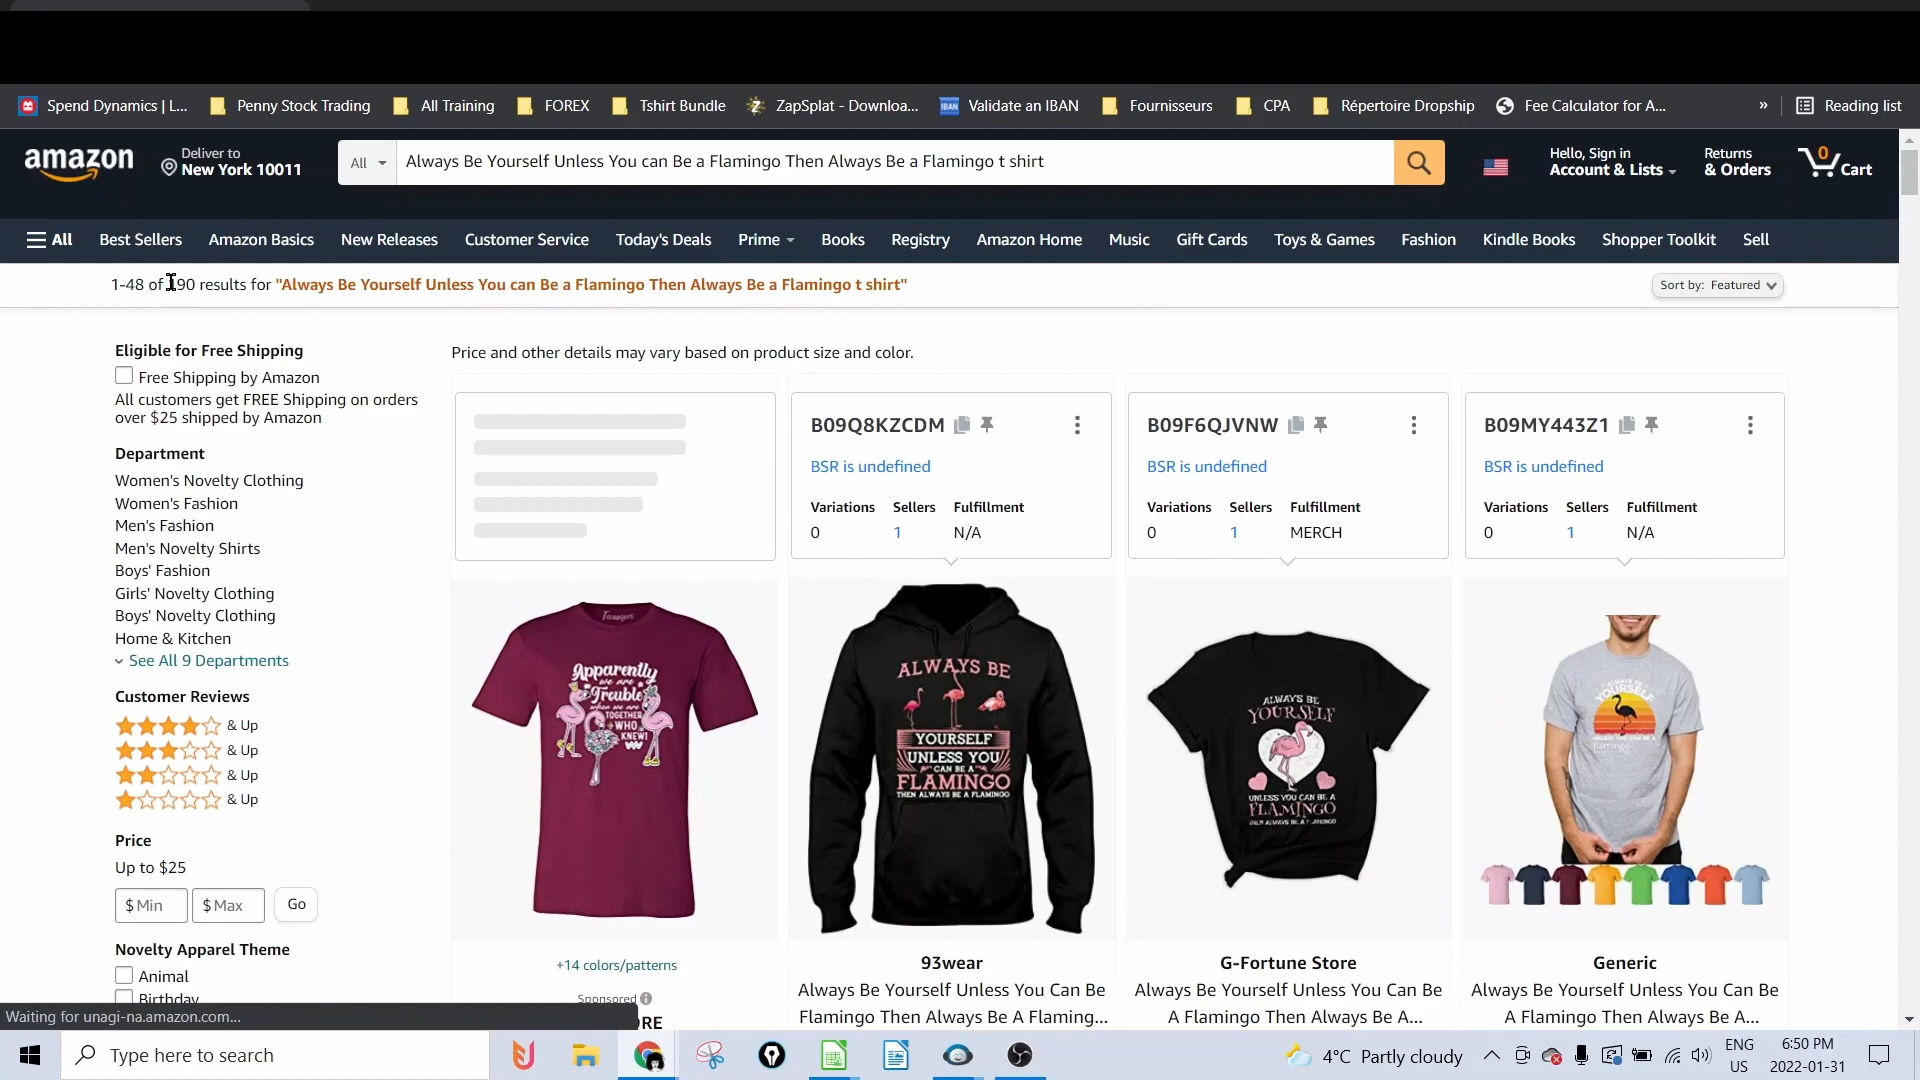 Spend Dynamics | L...
Penny Stock Trading
All Training
FOREX
Tshirt Bundle
ZapSplat - Downloa...
Validate an IBAN
Fournisseurs
CPA
Répertoire Dropship
Fee Calculator for A...
»
Reading list
amazon
Deliver to
New York 10011
All
Always Be Yourself Unless You can Be a Flamingo Then Always Be a Flamingo t shirt
Hello, Sign in
Account & Lists
Returns
& Orders
0
Cart
All
Best Sellers
Amazon Basics
New Releases
Customer Service
Today's Deals
Prime
Books
Registry
Amazon Home
Music
Gift Cards
Toys & Games
Fashion
Kindle Books
Shopper Toolkit
Sell
1-48 of 190 results for "Always Be Yourself Unless You can Be a Flamingo Then Always Be a Flamingo t shirt"
Sort by: Featured
Eligible for Free Shipping
Free Shipping by Amazon
All customers get FREE Shipping on orders
over $25 shipped by Amazon
Department
Women's Novelty Clothing
Women's Fashion
Men's Fashion
Men's Novelty Shirts
Boys' Fashion
Girls' Novelty Clothing
Boys' Novelty Clothing
Home & Kitchen
See All 9 Departments
Customer Reviews
& Up
& Up
& Up
& Up
Price
Up to $25
$ Min
$ Max
Go
Novelty Apparel Theme
Animal
Birthday
Price and other details may vary based on product size and color.
Apparently
we are
Trouble
when we are
TOGETHER
WHO
KNEW!
+14 colors/patterns
Sponsored
ORE
B09Q8KZCDM
BSR is undefined
Variations Sellers Fulfillment
0 1 N/A
ALWAYS BE
YOURSELF
UNLESS YOU
CAN BE A
FLAMINGO
THEN ALWAYS BE A FLAMINGO
93wear
Always Be Yourself Unless You Can Be
Flamingo Then Always Be A Flaming...
B09F6QJVNW
BSR is undefined
Variations Sellers Fulfillment
0 1 MERCH
ALWAYS BE
YOURSELF
UNLESS YOU CAN BE A
FLAMINGO
THEN ALWAYS BE A FLAMINGO
G-Fortune Store
Always Be Yourself Unless You Can Be
A Flamingo Then Always Be A...
B09MY443Z1
BSR is undefined
Variations Sellers Fulfillment
0 1 N/A
ALWAYS BE
YOURSELF
UNLESS YOU CAN BE A
flamingo
Generic
Always Be Yourself Unless You Can Be
A Flamingo Then Always Be A...
Waiting for unagi-na.amazon.com...
Type here to search
4°C Partly cloudy
ENG
US
6:50 PM
2022-01-31